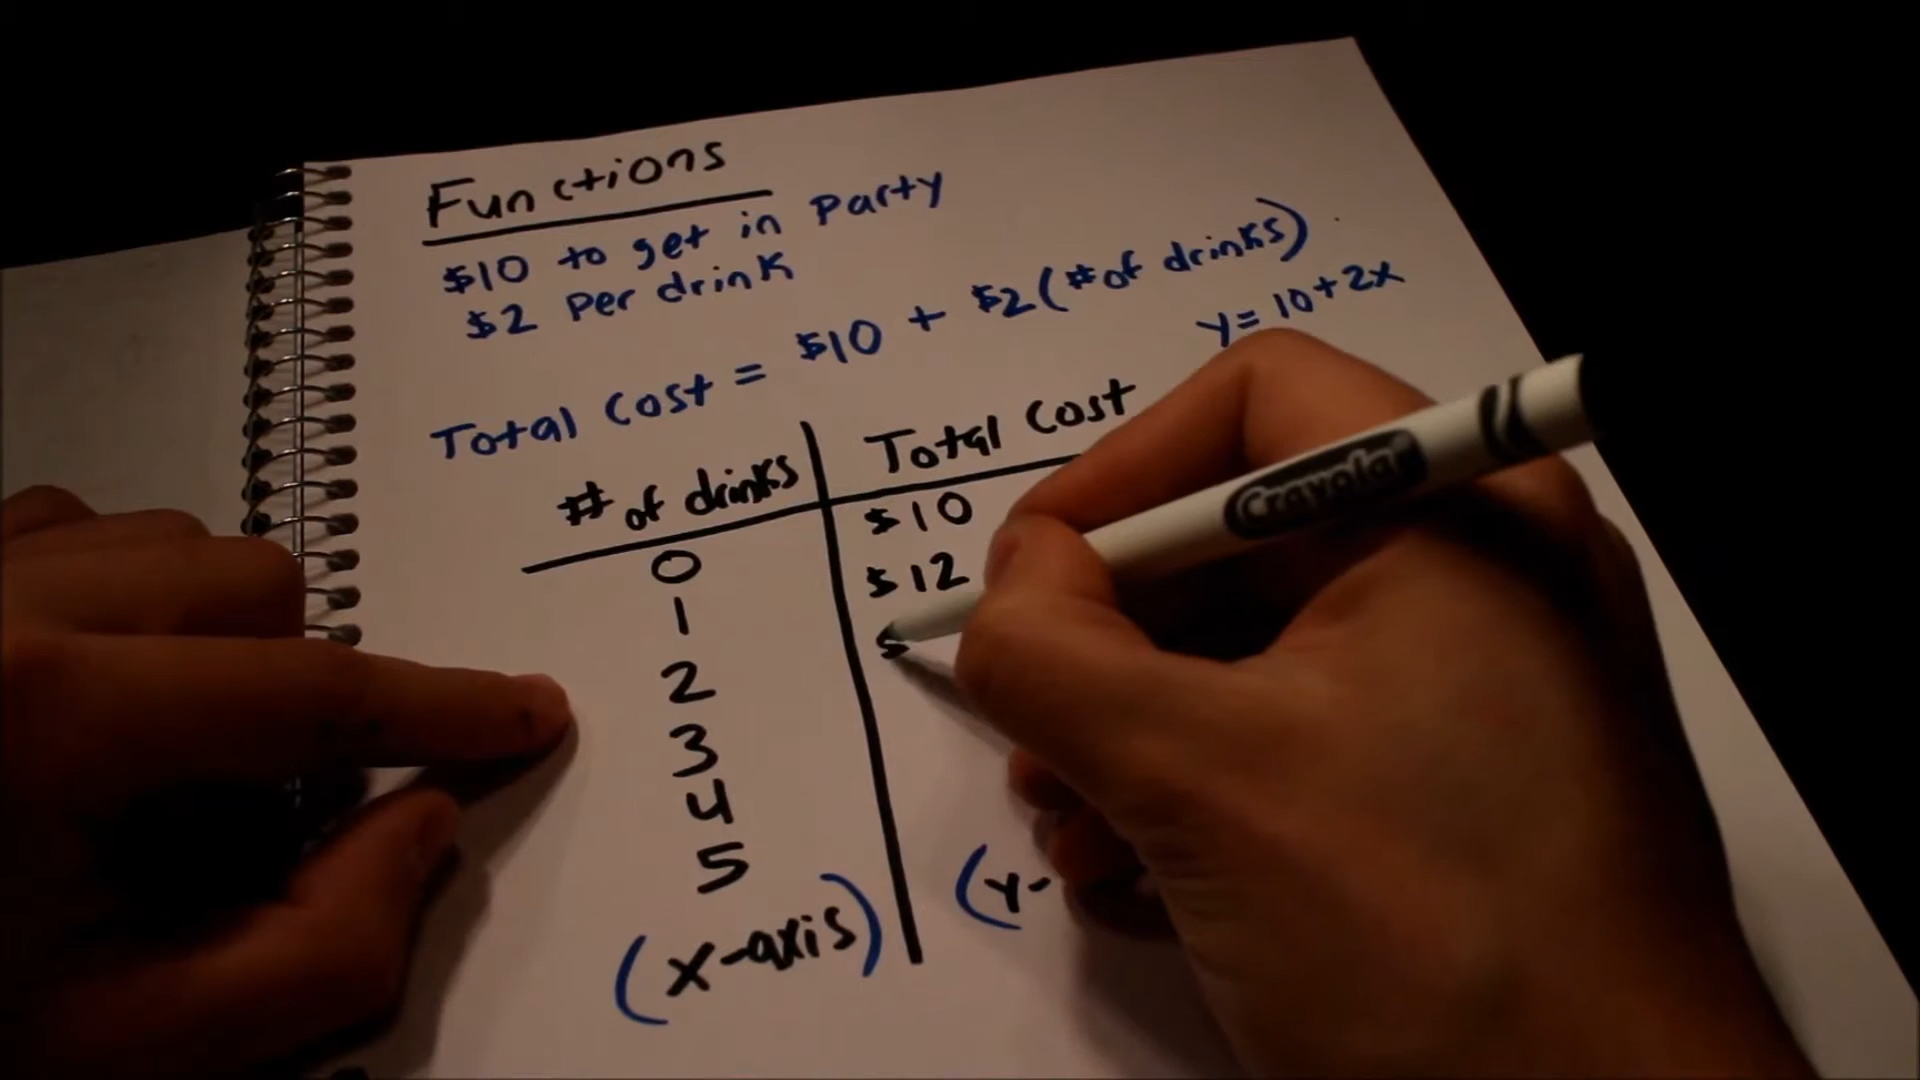 Functions
$10 to get in Party
$2 Per drink
Total Cost = $10 + $2 (# of drinks)
y = 10 + 2x
# of drinks Total Cost
0 $10
1 $12
2 $
3
4
5
(x-axis) (y-
Crayola